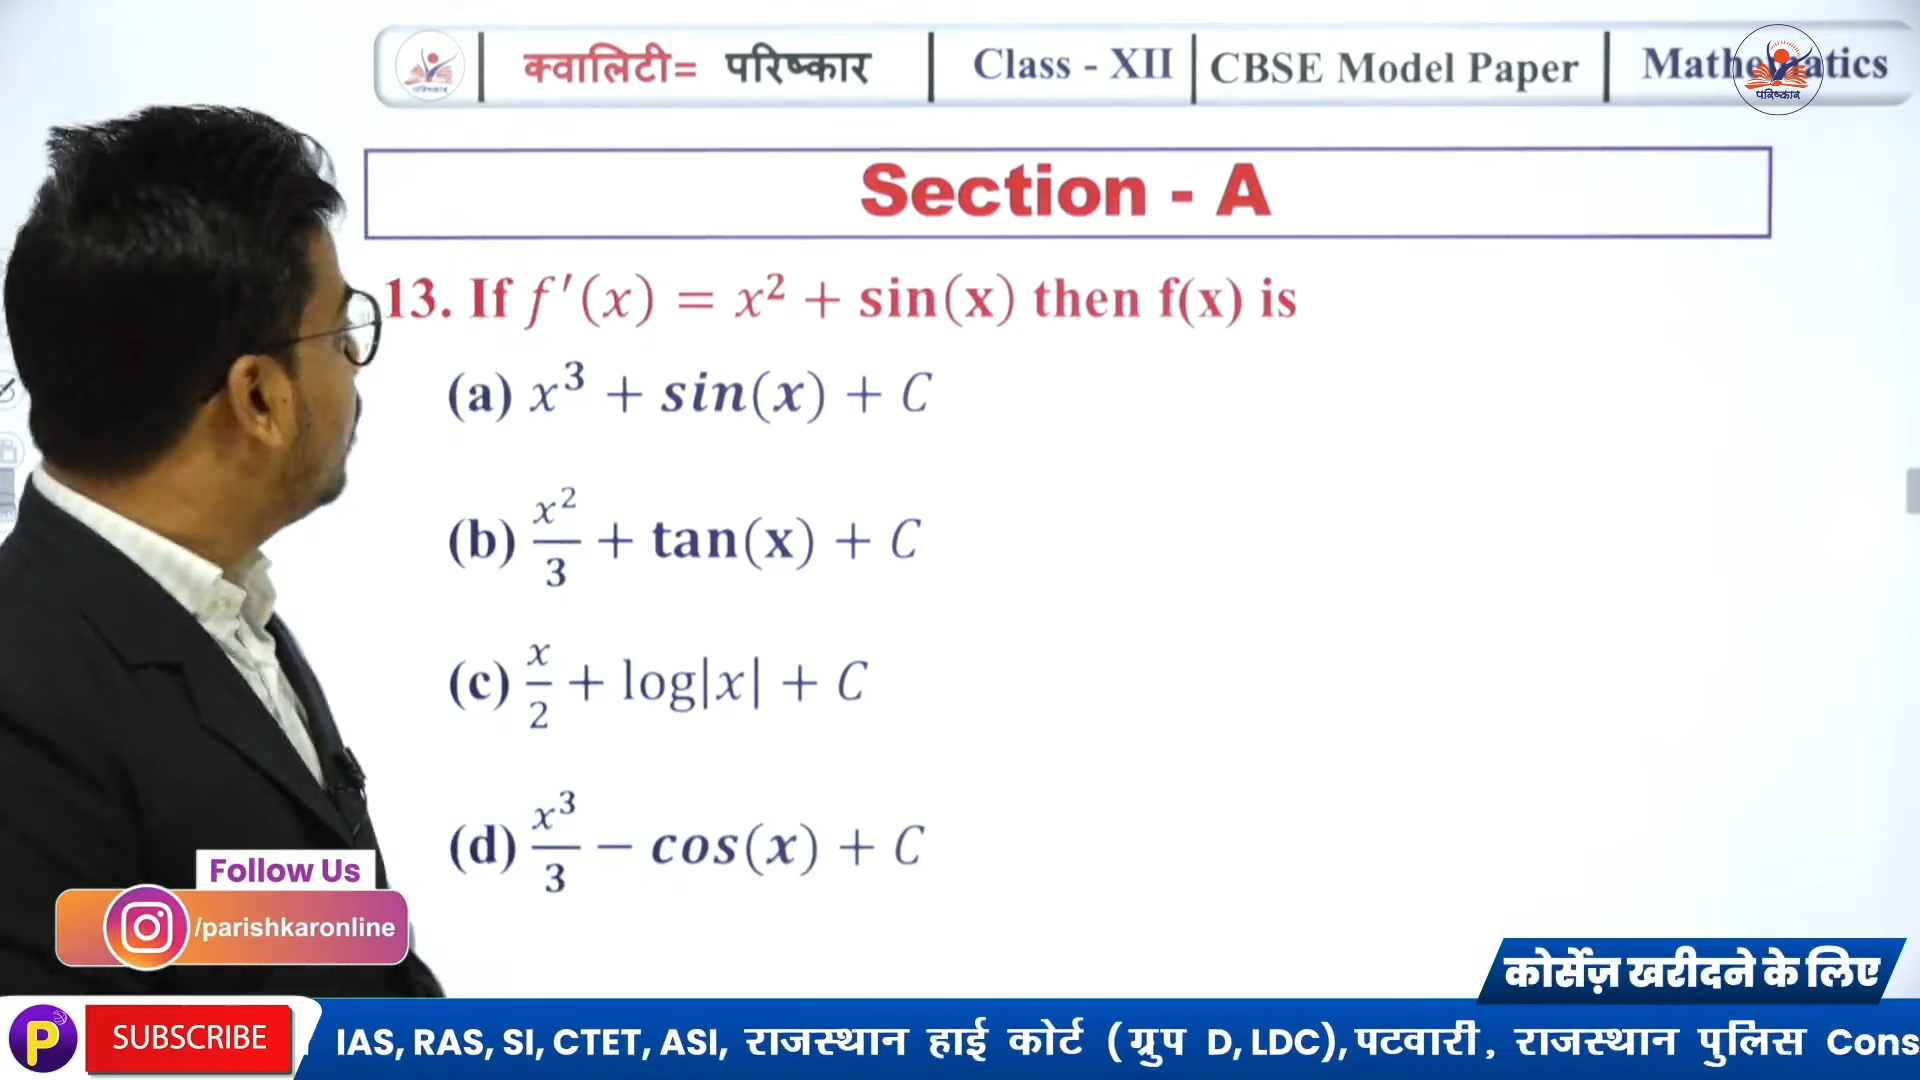 क्वालिटी= परिष्कार | Class - XII | CBSE Model Paper | Mathematics
परिष्कार
Section - A
13. If f′(x) = x² + sin(x) then f(x) is
(a) x³ + sin(x) + C
(b) x²/3 + tan(x) + C
(c) x/2 + log|x| + C
(d) x³/3 − cos(x) + C
Follow Us
/parishkaronline
कोर्सेज़ खरीदने के लिए
SUBSCRIBE
IAS, RAS, SI, CTET, ASI, राजस्थान हाई कोर्ट (ग्रुप D, LDC), पटवारी, राजस्थान पुलिस Cons